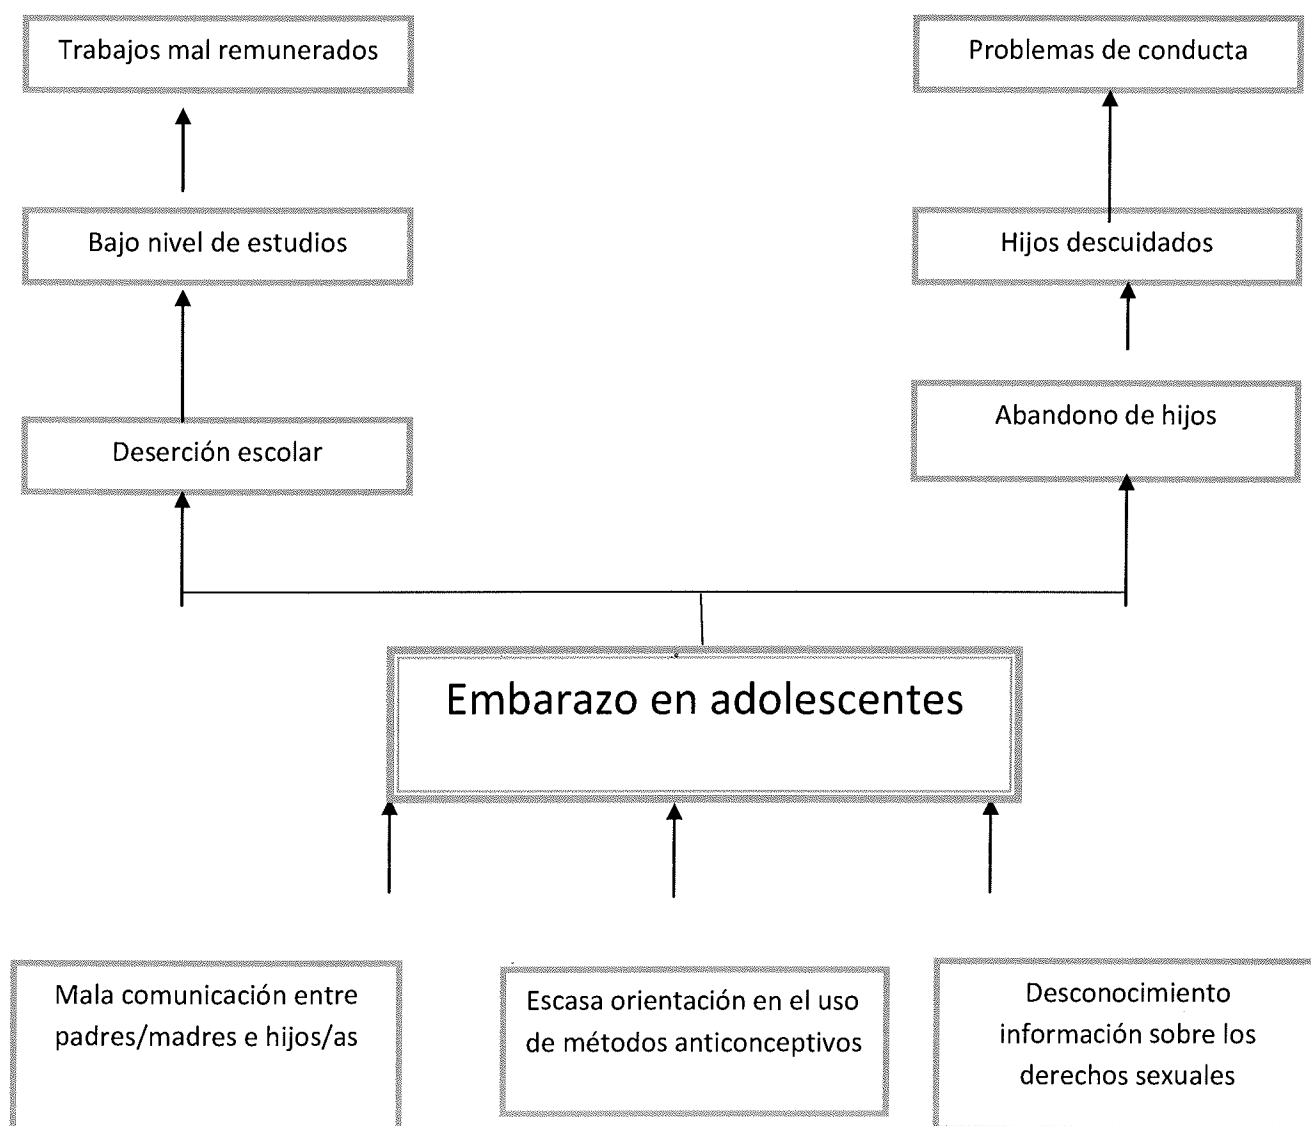 Trabajos mal remunerados
Problemas de conducta
Bajo nivel de estudios
Hijos descuidados
Abandono de hijos
Deserción escolar
Embarazo en adolescentes
Mala comunicación entre
padres/madres e hijos/as
Escasa orientación en el uso
de métodos anticonceptivos
Desconocimiento
información sobre los
derechos sexuales